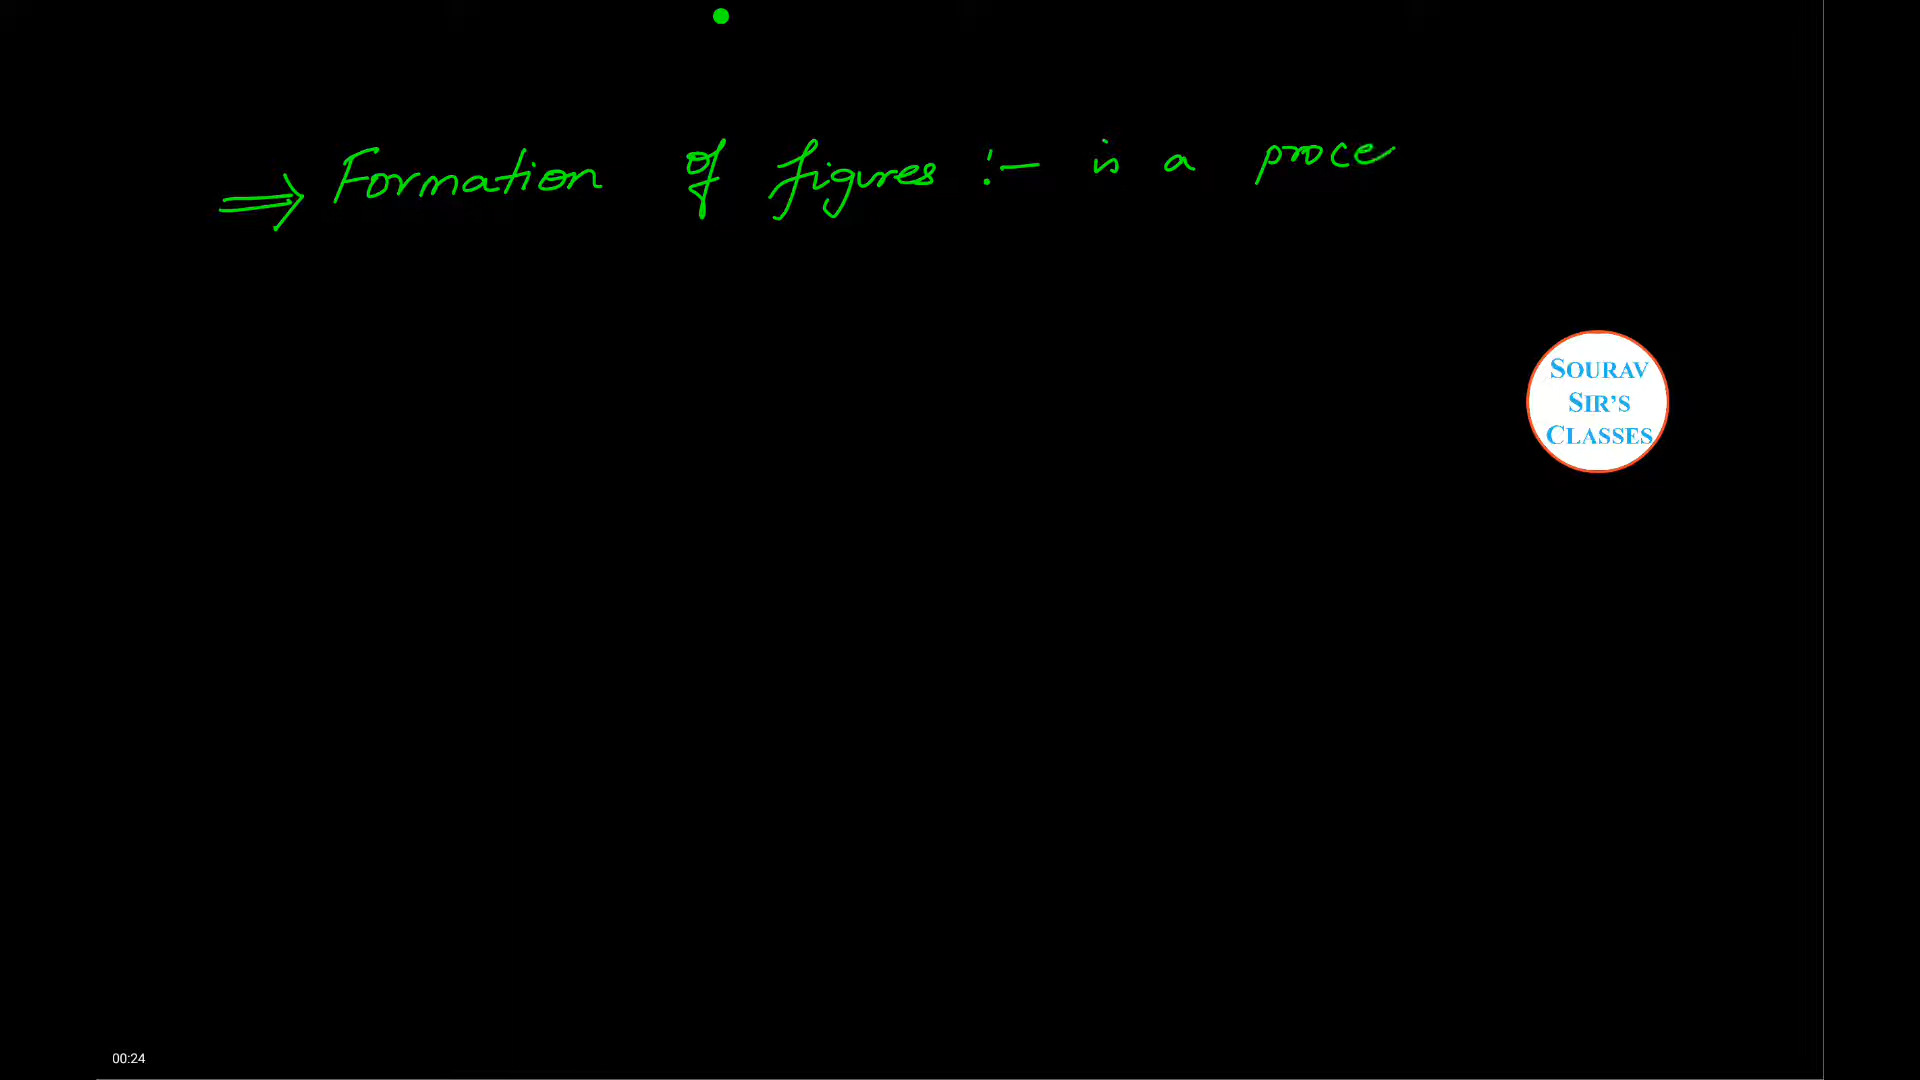 ⇒ Formation of figures :- is a proce
SOURAV
SIR'S
CLASSES
00:24